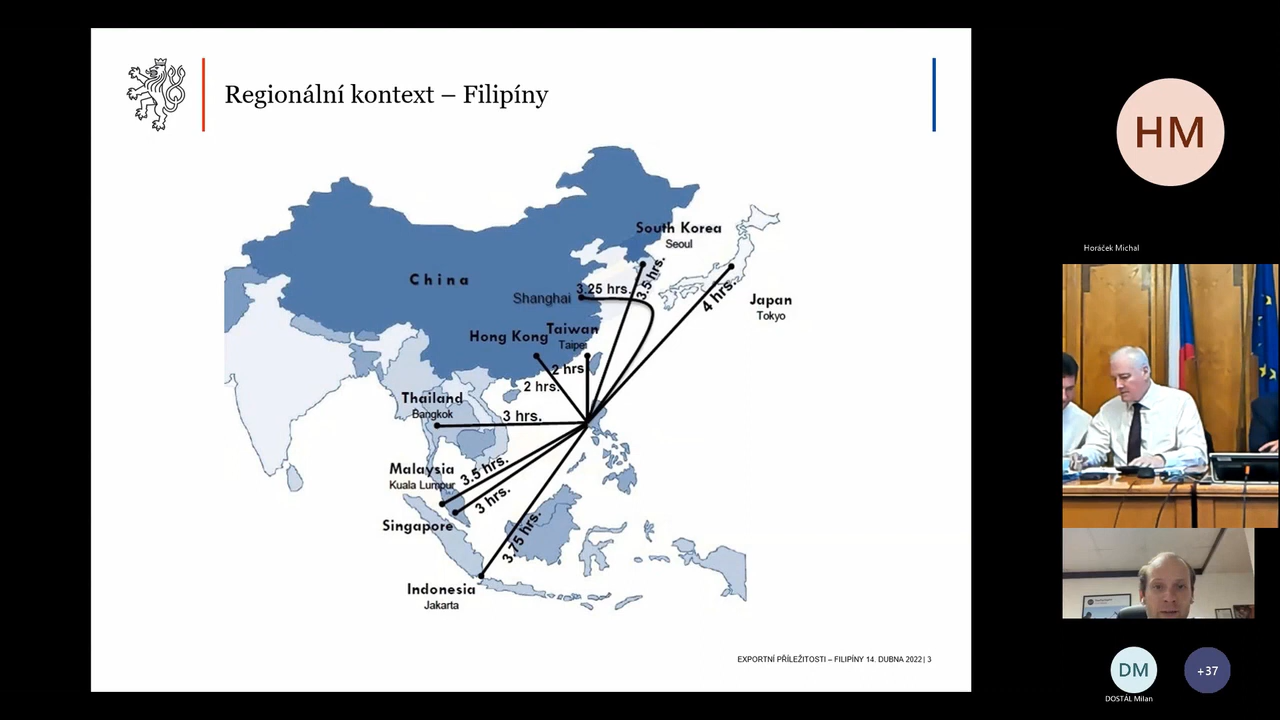 Regionální kontext – Filipíny
South Korea
Seoul
China
3.25 hrs.
3.5 hrs.
Shanghai
4 hrs.
Japan
Tokyo
Hong Kong
Taiwan
Taipei
2 hrs.
2 hrs.
Thailand
Bangkok
3 hrs.
Malaysia
Kuala Lumpur
3.5 hrs.
3 hrs.
Singapore
3.75 hrs.
Indonesia
Jakarta
EXPORTNÍ PŘÍLEŽITOSTI – FILIPÍNY 14. DUBNA 2022 | 3
HM
Horáček Michal
DM
DOSTÁL Milan
+37